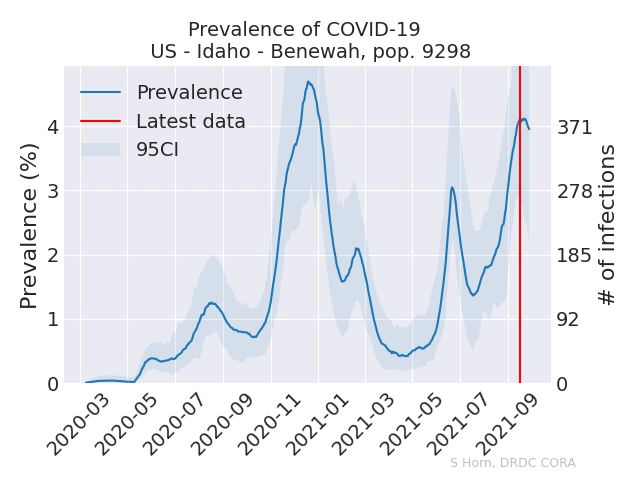 Prevalence of COVID-19
US - Idaho - Benewah, pop. 9298
Prevalence
Latest data
95CI
Prevalence (%)
4
3
2
1
0
# of infections
371
278
185
92
0
2020-03
2020-05
2020-07
2020-09
2020-11
2021-01
2021-03
2021-05
2021-07
2021-09
S Horn, DRDC CORA